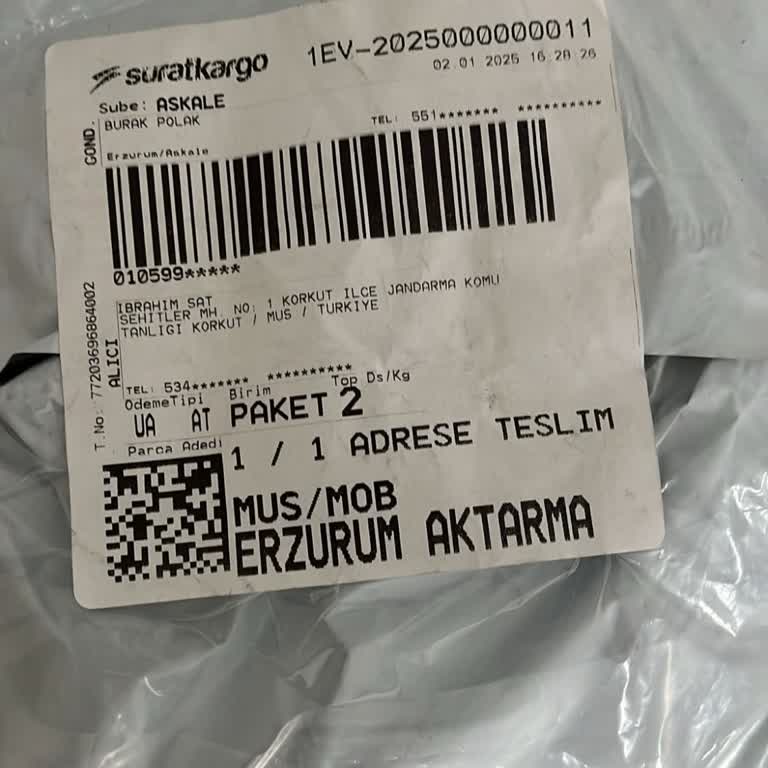 suratkargo
1EV-2025000000011
02.01 2025 16 28 26
Sube: ASKALE
GOND.
BURAK POLAK
TEL: 551******* **********
Erzurum/Askale
010599*****
T.No: 77203696864002
ALICI
IBRAHIM SAT
SEHITLER MH. NO: 1 KORKUT ILCE JANDARMA KOMU
TANLIGI KORKUT / MUS / TURKIYE
TEL: 534******* **********
OdemeTipi Birim Top Ds/Kg
UA AT PAKET 2
Parca Adedi
1 / 1 ADRESE TESLIM
MUS/MOB
ERZURUM AKTARMA